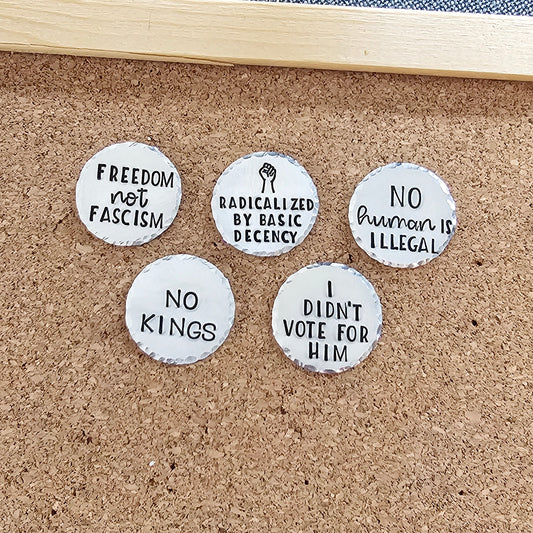 FREEDOM
not
FASCISM
RADICALIZED
BY BASIC
DECENCY
NO
human IS
ILLEGAL
NO
KINGS
I
DIDN'T
VOTE FOR
HIM